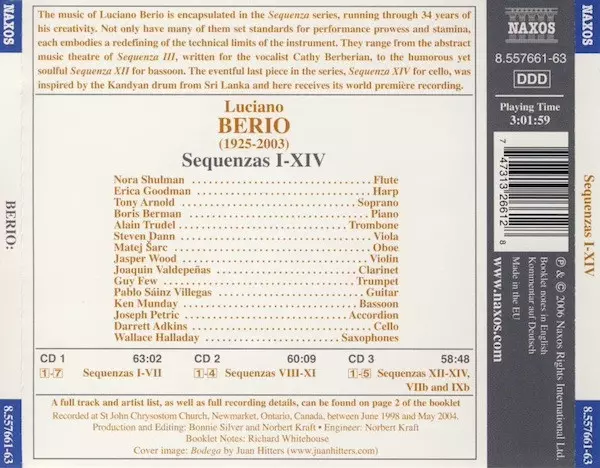 The music of Luciano Berio is encapsulated in the Sequenza series, running through 34 years of
his creativity. Not only have many of them set standards for performance prowess and stamina,
each embodies a redefining of the technical limits of the instrument. They range from the abstract
music theatre of Sequenza III, written for the vocalist Cathy Berberian, to the humorous yet
soulful Sequenza XII for bassoon. The eventful last piece in the series, Sequenza XIV for cello, was
inspired by the Kandyan drum from Sri Lanka and here receives its world première recording.
Luciano
BERIO
(1925-2003)
Sequenzas I-XIV
Nora Shulman ........ Flute
Erica Goodman ........ Harp
Tony Arnold ........ Soprano
Boris Berman ........ Piano
Alain Trudel ........ Trombone
Steven Dann ........ Viola
Matej Šarc ........ Oboe
Jasper Wood ........ Violin
Joaquin Valdepeñas ........ Clarinet
Guy Few ........ Trumpet
Pablo Sáinz Villegas ........ Guitar
Ken Munday ........ Bassoon
Joseph Petric ........ Accordion
Darrett Adkins ........ Cello
Wallace Halladay ........ Saxophones
CD 1 63:02 CD 2 60:09 CD 3 58:48
1-7 Sequenzas I-VII 1-4 Sequenzas VIII-XI 1-5 Sequenzas XII-XIV,
VIIb and IXb
A full track and artist list, as well as full recording details, can be found on page 2 of the booklet
Recorded at St John Chrysostom Church, Newmarket, Ontario, Canada, between June 1998 and May 2004.
Production and Editing: Bonnie Silver and Norbert Kraft • Engineer: Norbert Kraft
Booklet Notes: Richard Whitehouse
Cover image: Bodega by Juan Hitters (www.juanhitters.com)
NAXOS
BERIO:
8.557661-63
NAXOS
8.557661-63
DDD
Playing Time
3:01:59
7 47313 26612 8
www.naxos.com
Made in the EU
Kommentar auf Deutsch
Booklet notes in English
℗ & © 2006 Naxos Rights International Ltd.
NAXOS
Sequenzas I-XIV
8.557661-63